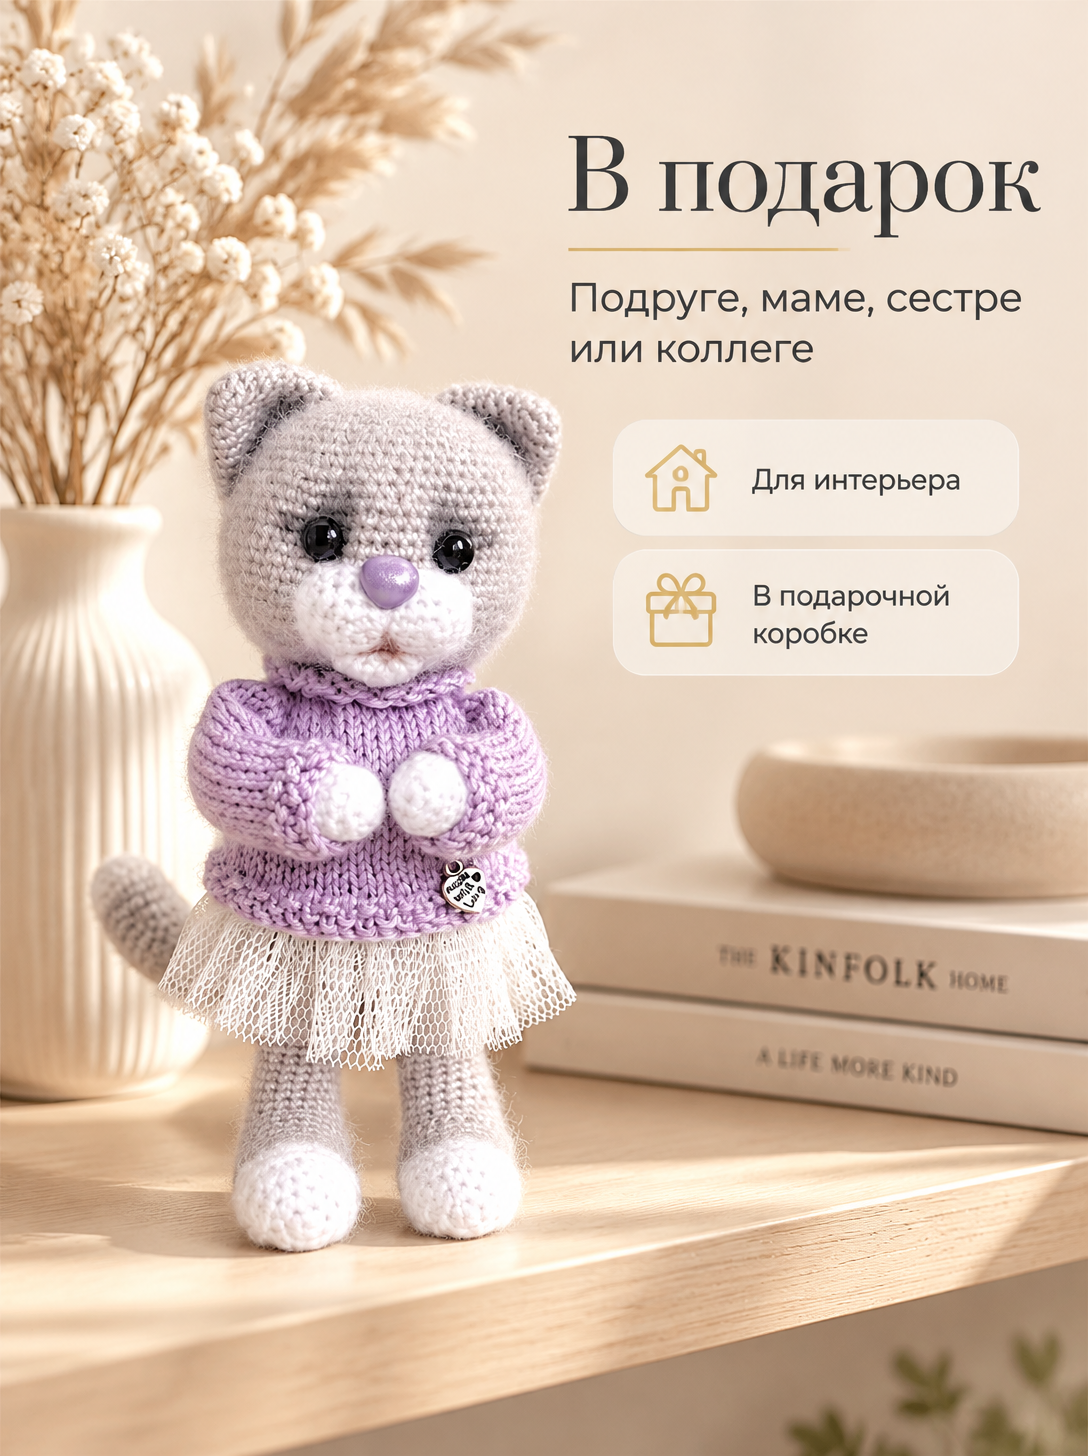 В подарок
Подруге, маме, сестре
или коллеге
Для интерьера
В подарочной
коробке
THE KINFOLK HOME
A LIFE MORE KIND